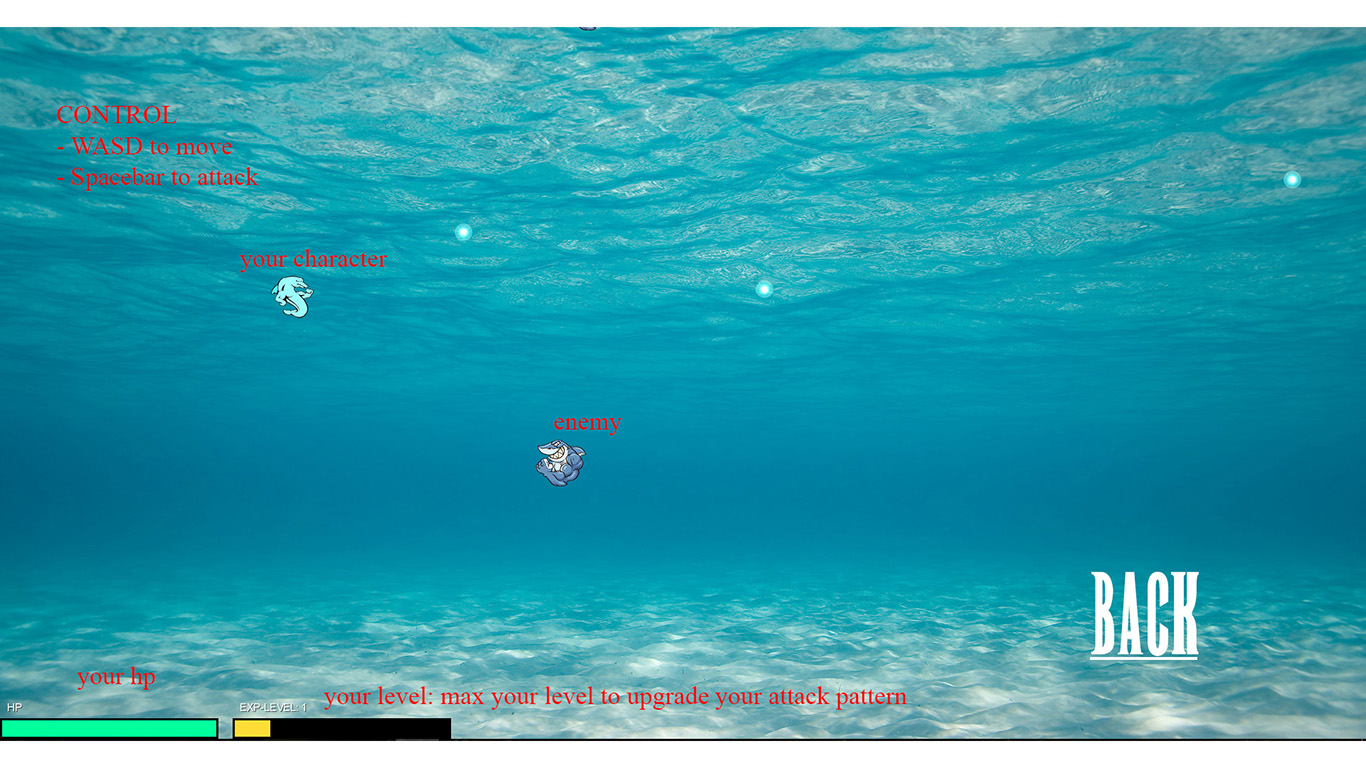 CONTROL
- WASD to move
- Spacebar to attack
your character
enemy
BACK
your hp
your level: max your level to upgrade your attack pattern
HP
EXP-LEVEL: 1